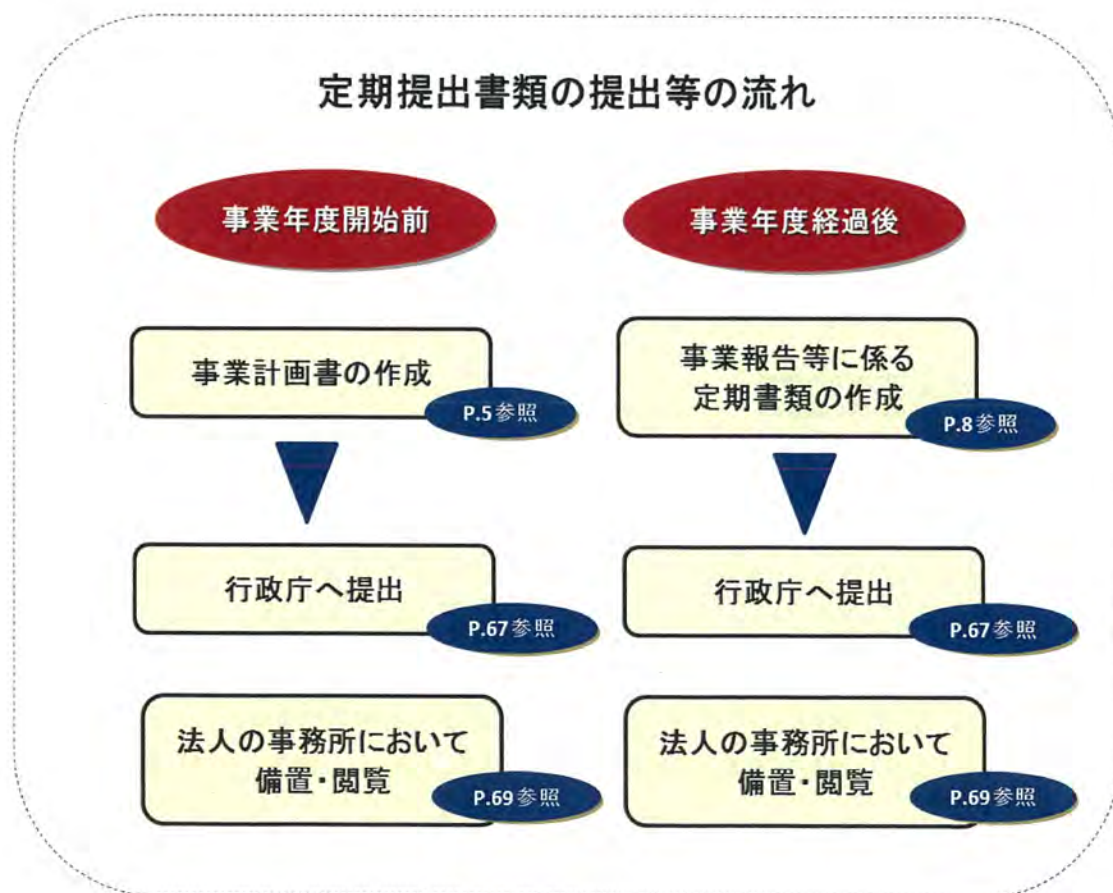 定期提出書類の提出等の流れ
事業年度開始前
事業計画書の作成
P.5参照
行政庁へ提出
P.67参照
法人の事務所において
備置・閲覧
P.69参照
事業年度経過後
事業報告等に係る
定期書類の作成
P.8参照
行政庁へ提出
P.67参照
法人の事務所において
備置・閲覧
P.69参照